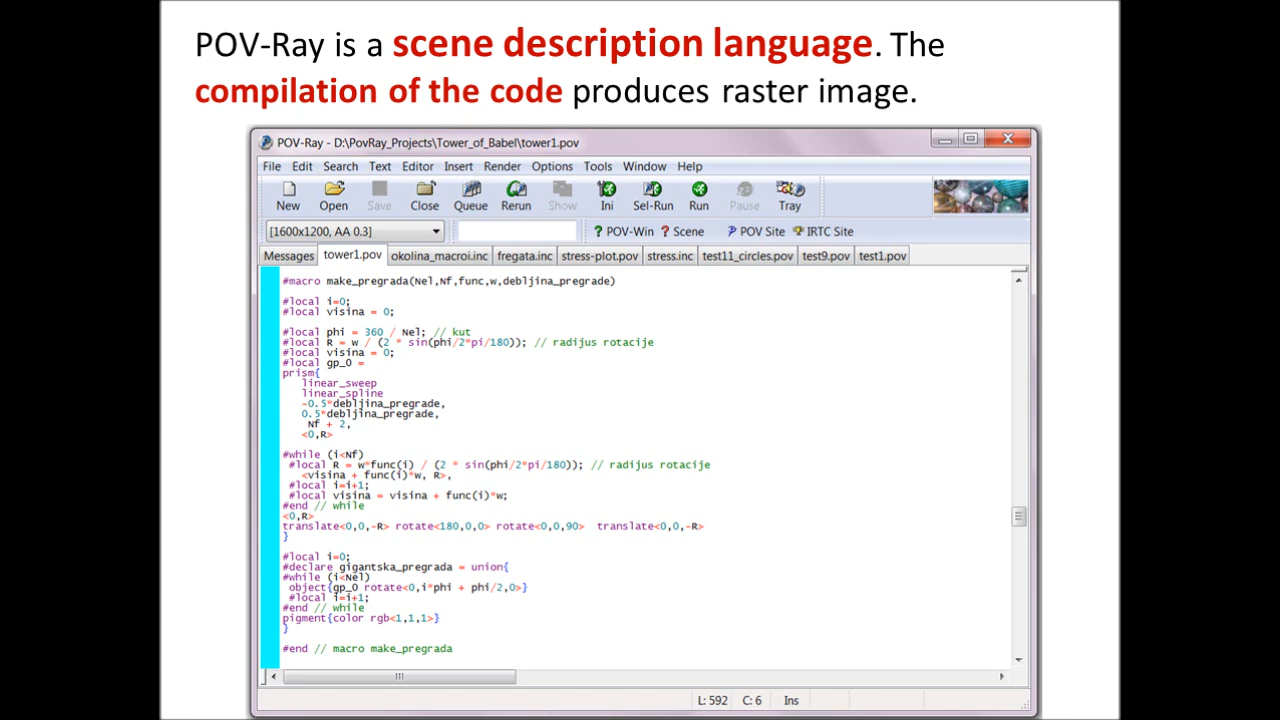 POV-Ray is a scene description language. The
compilation of the code produces raster image.
POV-Ray - D:\PovRay_Projects\Tower_of_Babel\tower1.pov
File Edit Search Text Editor Insert Render Options Tools Window Help
New Open Save Close Queue Rerun Show Ini Sel-Run Run Pause Tray
[1600x1200, AA 0.3] ? POV-Win ? Scene POV Site IRTC Site
Messages tower1.pov okolina_macroi.inc fregata.inc stress-plot.pov stress.inc test11_circles.pov test9.pov test1.pov
#macro make_pregrada(Nel,Nf,func,w,debljina_pregrade)
#local i=0;
#local visina = 0;
#local phi = 360 / Nel; // kut
#local R = w / (2 * sin(phi/2*pi/180)); // radijus rotacije
#local visina = 0;
#local gp_0 =
prism{
linear_sweep
linear_spline
-0.5*debljina_pregrade,
0.5*debljina_pregrade,
Nf + 2,
<0,R>
#while (i<Nf)
#local R = w*func(i) / (2 * sin(phi/2*pi/180)); // radijus rotacije
<visina + func(i)*w, R>,
#local i=i+1;
#local visina = visina + func(i)*w;
#end // while
<0,R>
translate<0,0,-R> rotate<180,0,0> rotate<0,0,90> translate<0,0,-R>
}
#local i=0;
#declare gigantska_pregrada = union{
#while (i<Nel)
object{gp_0 rotate<0,i*phi + phi/2,0>}
#local i=i+1;
#end // while
pigment{color rgb<1,1,1>}
}
#end // macro make_pregrada
L: 592 C: 6 Ins